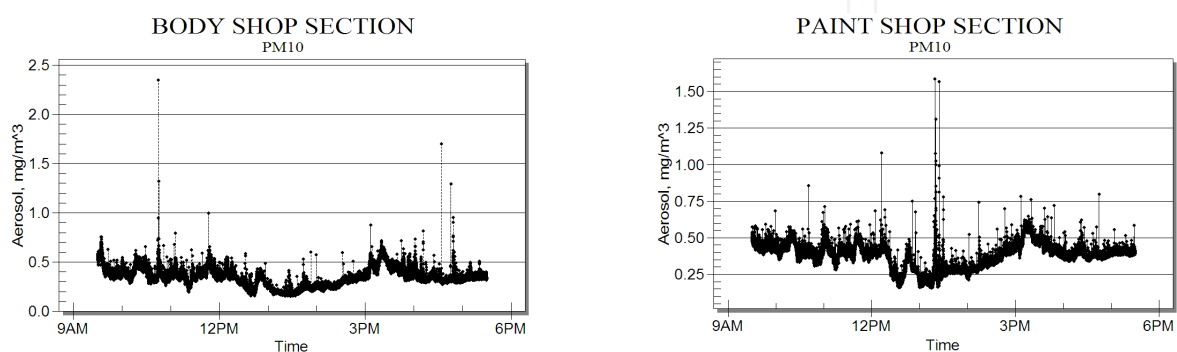 BODY SHOP SECTION
PM10
2.5
2.0
1.5
1.0
0.5
0.0
Aerosol, mg/m^3
9AM 12PM 3PM 6PM
Time
PAINT SHOP SECTION
PM10
1.50
1.25
1.00
0.75
0.50
0.25
Aerosol, mg/m^3
9AM 12PM 3PM 6PM
Time